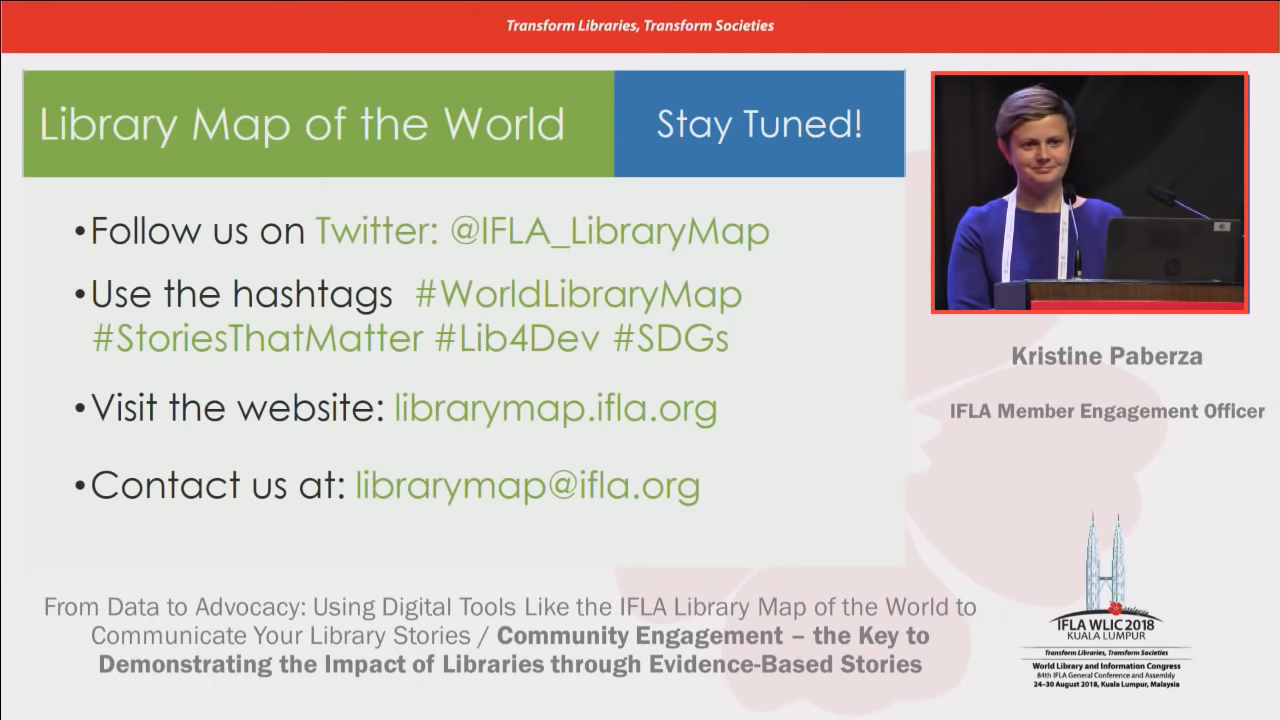 Transform Libraries, Transform Societies
Library Map of the World
Stay Tuned!
•Follow us on Twitter: @IFLA_LibraryMap
•Use the hashtags #WorldLibraryMap
#StoriesThatMatter #Lib4Dev #SDGs
•Visit the website: librarymap.ifla.org
•Contact us at: librarymap@ifla.org
Kristine Paberza
IFLA Member Engagement Officer
From Data to Advocacy: Using Digital Tools Like the IFLA Library Map of the World to
Communicate Your Library Stories / Community Engagement – the Key to
Demonstrating the Impact of Libraries through Evidence-Based Stories
Malaysia
IFLA WLIC 2018
KUALA LUMPUR
Transform Libraries, Transform Societies
World Library and Information Congress
84th IFLA General Conference and Assembly
24–30 August 2018, Kuala Lumpur, Malaysia